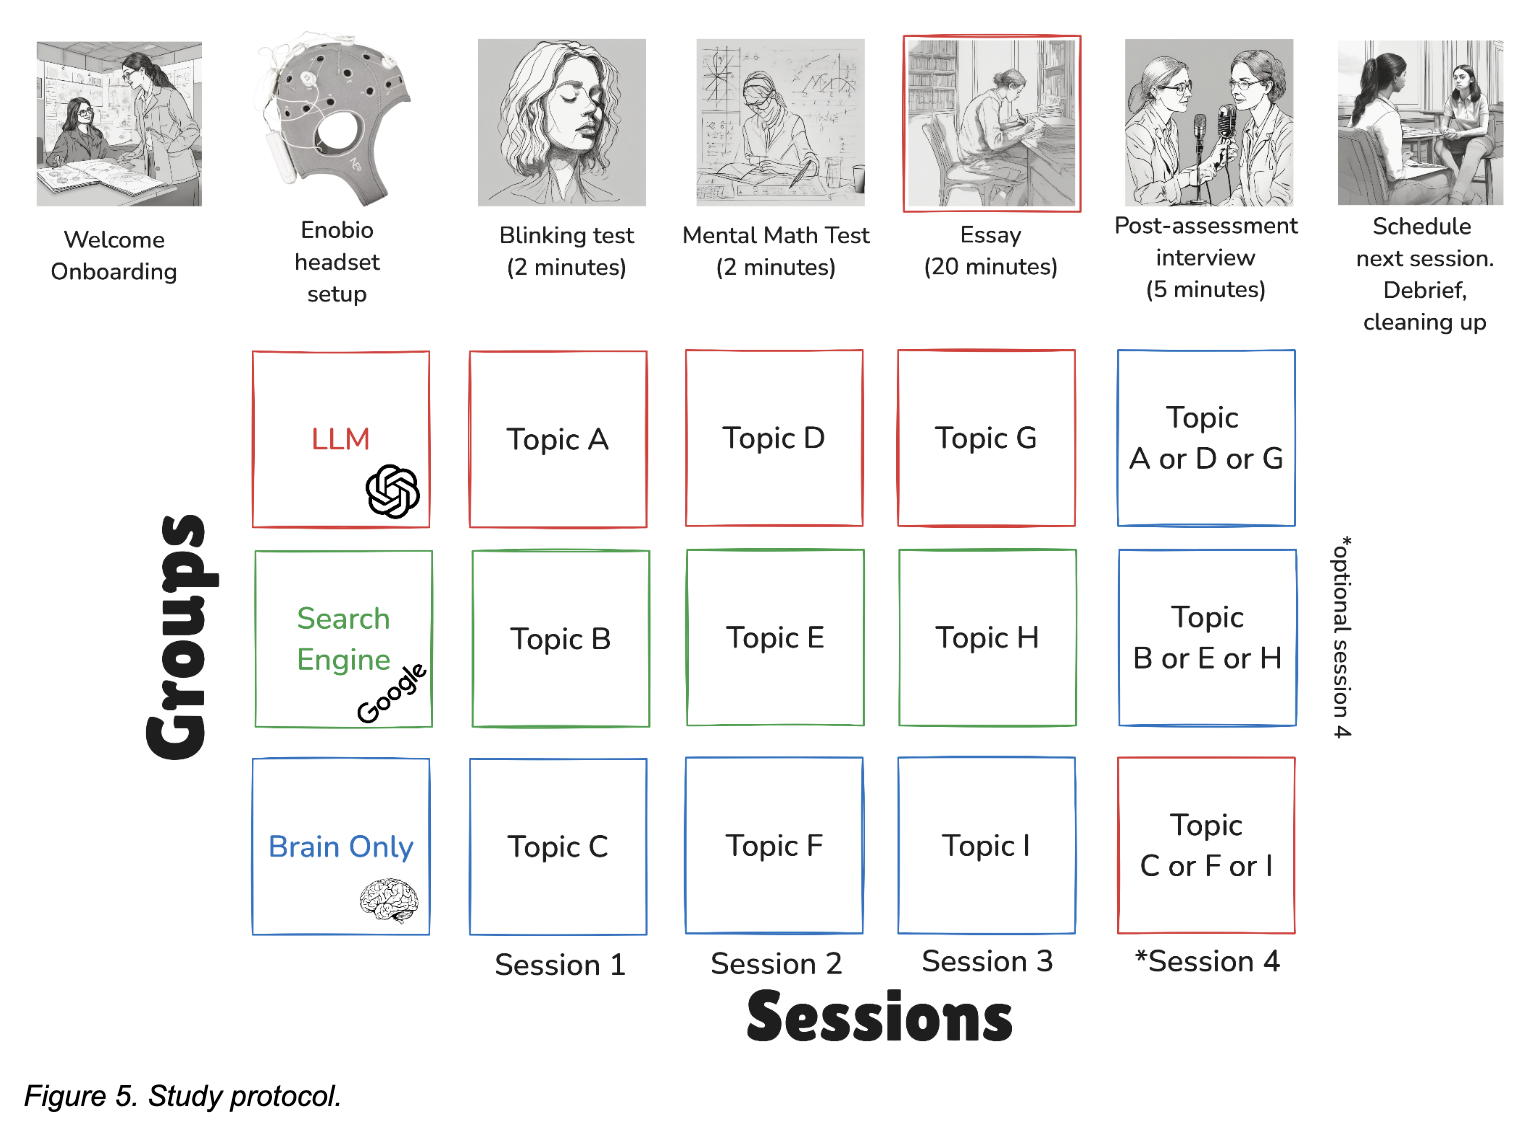 Welcome
Onboarding
Enobio
headset
setup
Blinking test
(2 minutes)
Mental Math Test
(2 minutes)
Essay
(20 minutes)
Post-assessment
interview
(5 minutes)
Schedule
next session.
Debrief,
cleaning up
Groups
LLM
Topic A
Topic D
Topic G
Topic
A or D or G
Search
Engine
Google
Topic B
Topic E
Topic H
Topic
B or E or H
*optional session 4
Brain Only
Topic C
Topic F
Topic I
Topic
C or F or I
Session 1
Session 2
Session 3
*Session 4
Sessions
Figure 5. Study protocol.